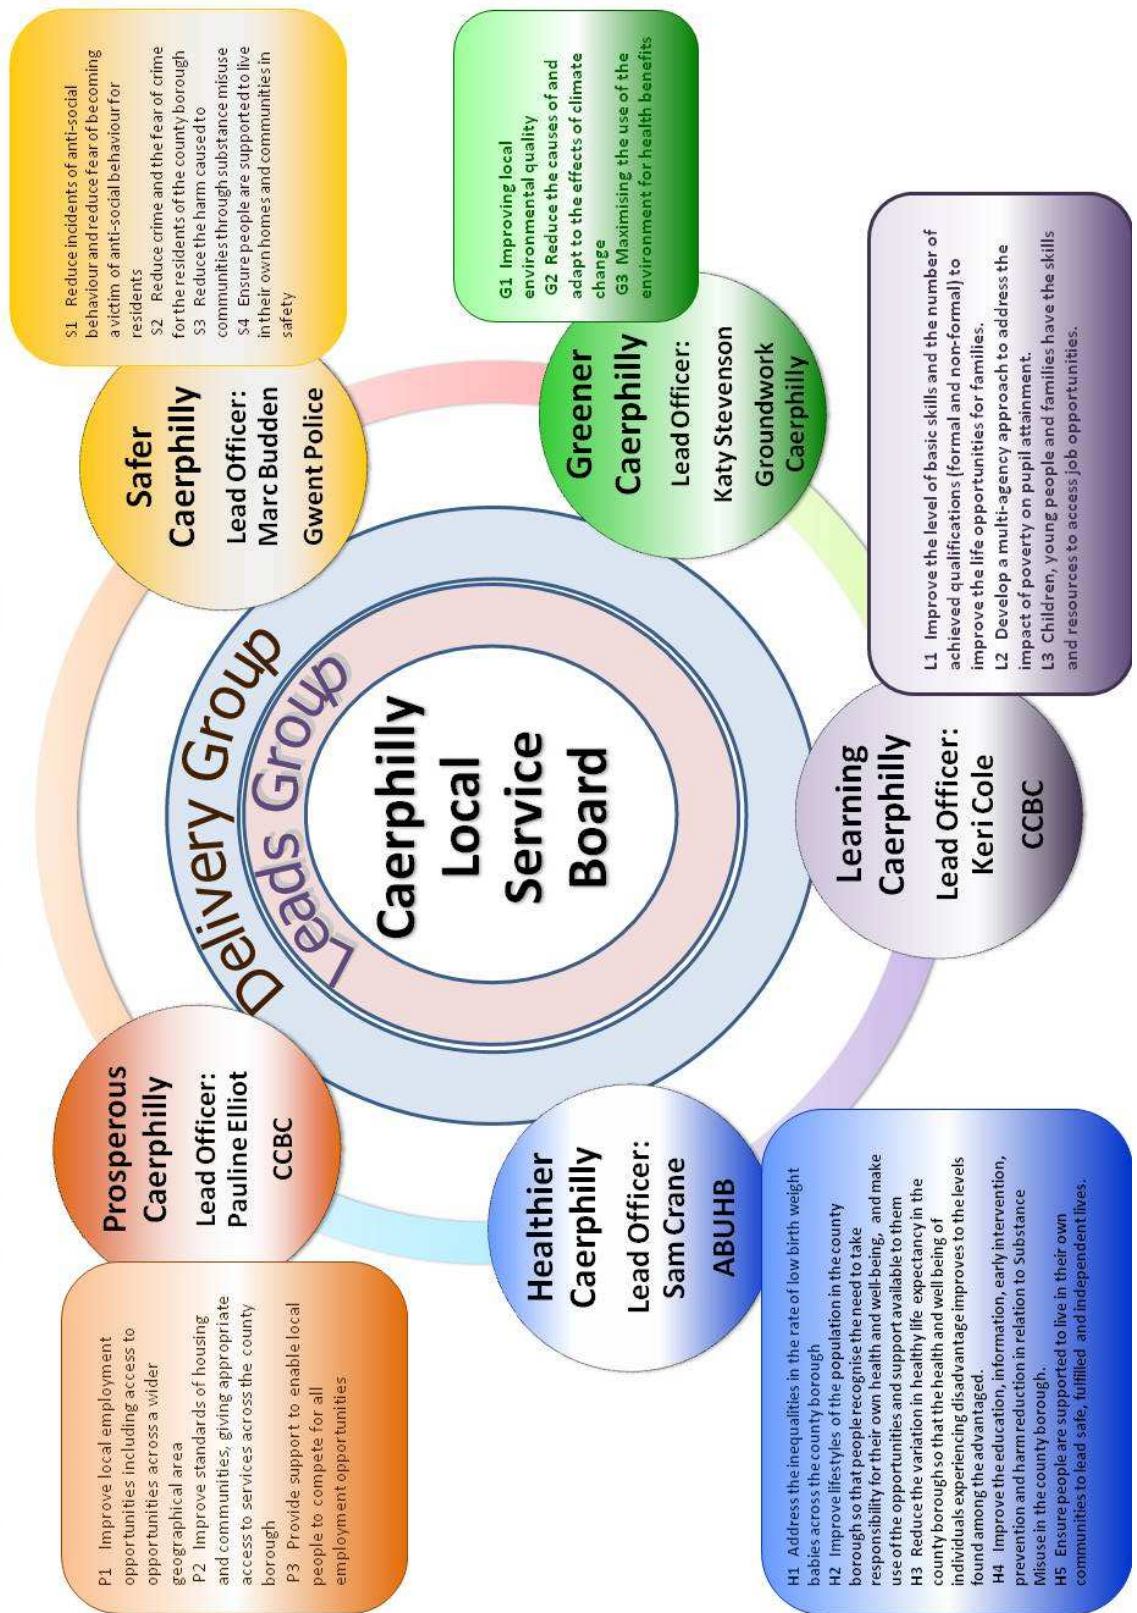 Caerphilly
Local
Service
Board
Leads Group
Delivery Group
Prosperous
Caerphilly
Lead Officer:
Pauline Elliot
CCBC
P1 Improve local employment
opportunities including access to
opportunities across a wider
geographical area
P2 Improve standards of housing
and communities, giving appropriate
access to services across the county
borough
P3 Provide support to enable local
people to compete for all
employment opportunities
Safer
Caerphilly
Lead Officer:
Marc Budden
Gwent Police
S1 Reduce incidents of anti-social
behaviour and reduce fear of becoming
a victim of anti-social behaviour for
residents
S2 Reduce crime and the fear of crime
for the residents of the county borough
S3 Reduce the harm caused to
communities through substance misuse
S4 Ensure people are supported to live
in their own homes and communities in
safety
Greener
Caerphilly
Lead Officer:
Katy Stevenson
Groundwork
Caerphilly
G1 Improving local
environmental quality
G2 Reduce the causes of and
adapt to the effects of climate
change
G3 Maximising the use of the
environment for health benefits
Learning
Caerphilly
Lead Officer:
Keri Cole
CCBC
L1 Improve the level of basic skills and the number of
achieved qualifications (formal and non-formal) to
improve the life opportunities for families.
L2 Develop a multi-agency approach to address the
impact of poverty on pupil attainment.
L3 Children, young people and families have the skills
and resources to access job opportunities.
Healthier
Caerphilly
Lead Officer:
Sam Crane
ABUHB
H1 Address the inequalities in the rate of low birth weight
babies across the county borough
H2 Improve lifestyles of the population in the county
borough so that people recognise the need to take
responsibility for their own health and well-being, and make
use of the opportunities and support available to them
H3 Reduce the variation in healthy life expectancy in the
county borough so that the health and well being of
individuals experiencing disadvantage improves to the levels
found among the advantaged.
H4 Improve the education, information, early intervention,
prevention and harm reduction in relation to Substance
Misuse in the county borough.
H5 Ensure people are supported to live in their own
communities to lead safe, fulfilled and independent lives.